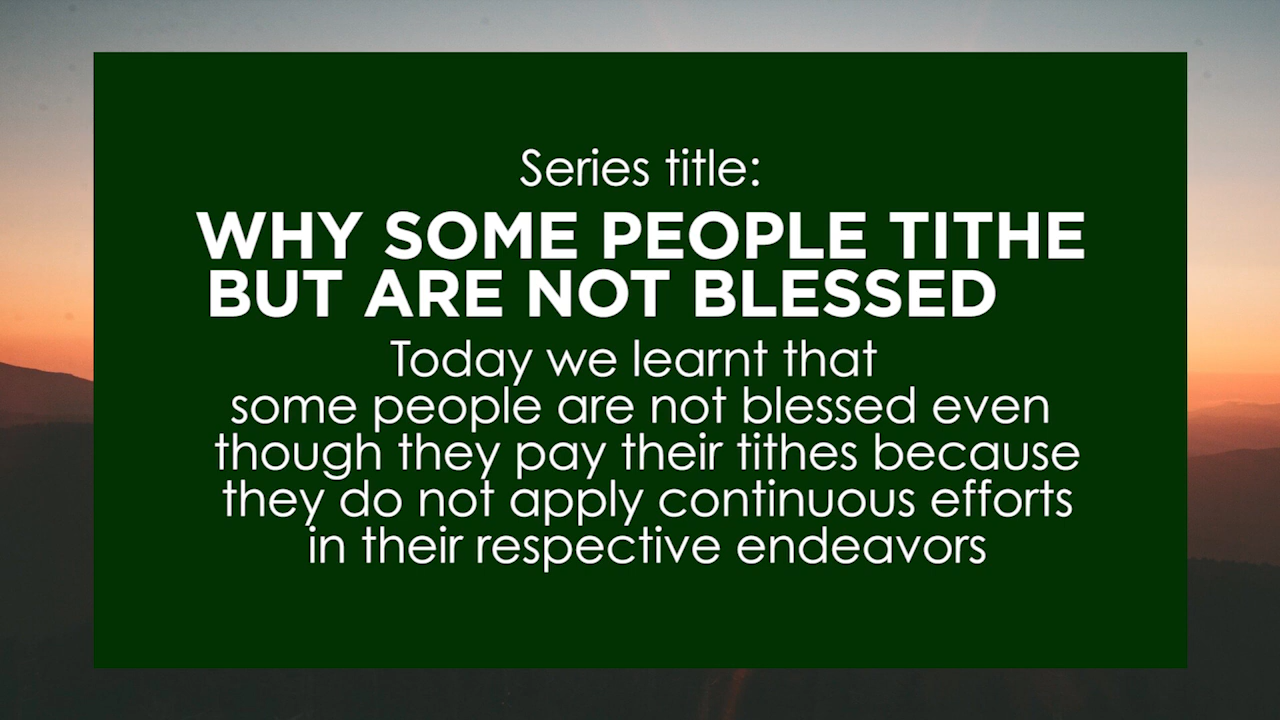 Series title:
WHY SOME PEOPLE TITHE
BUT ARE NOT BLESSED
Today we learnt that
some people are not blessed even
though they pay their tithes because
they do not apply continuous efforts
in their respective endeavors